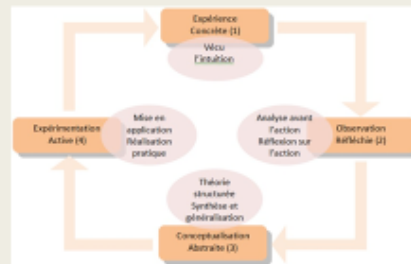 Expérience
Concrète (1)
Vécu
l'intuition
Expérimentation
Active (4)
Mise en
application
Réalisation
pratique
Analyse avant
l'action
Réflexion sur
l'action
Observation
Réfléchie (2)
Théorie
structurée
Synthèse et
généralisation
Conceptualisation
Abstraite (3)